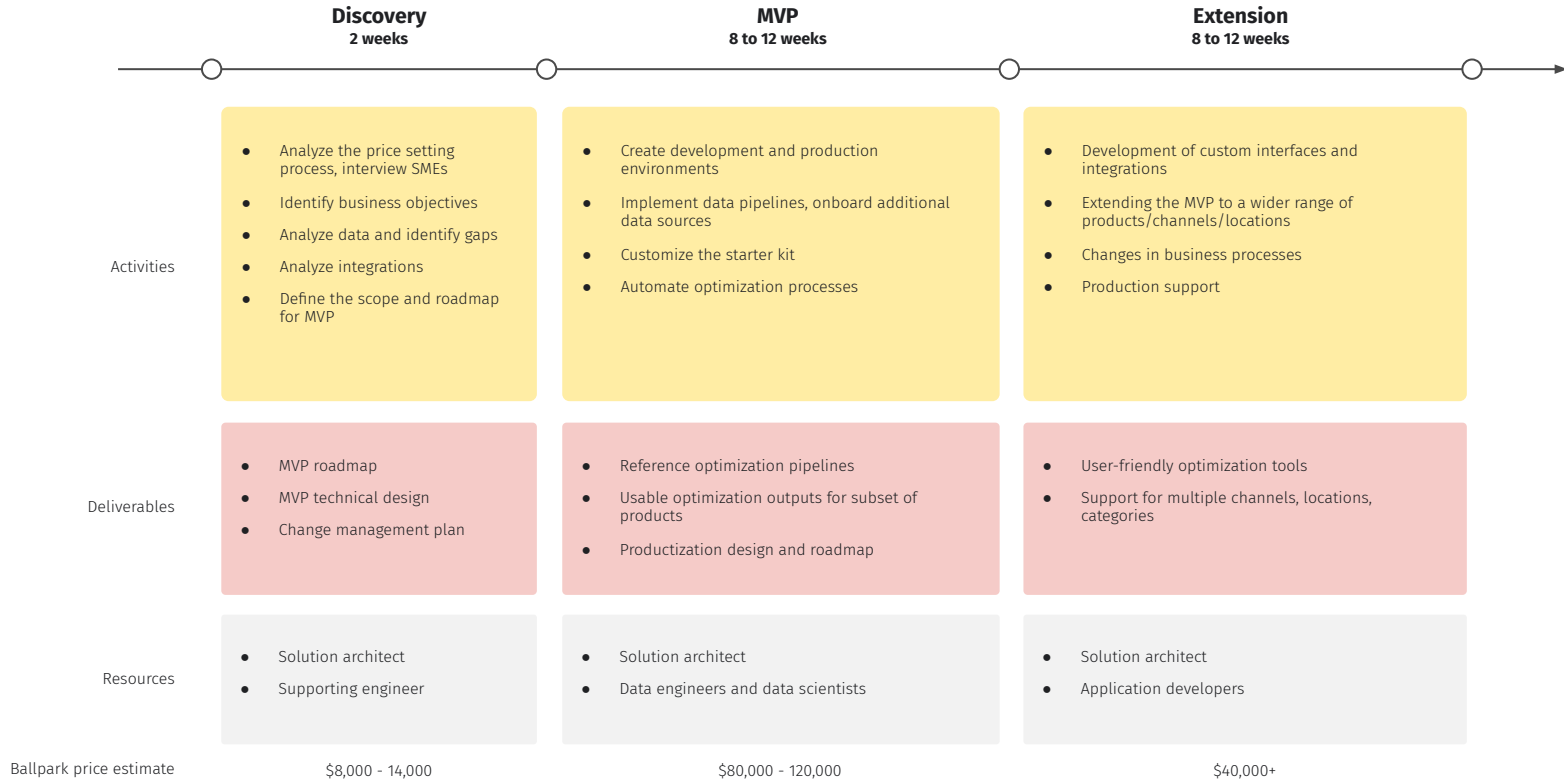 Discovery
2 weeks
MVP
8 to 12 weeks
Extension
8 to 12 weeks
Activities
● Analyze the price setting
process, interview SMEs
● Identify business objectives
● Analyze data and identify gaps
● Analyze integrations
● Define the scope and roadmap
for MVP
● Create development and production
environments
● Implement data pipelines, onboard additional
data sources
● Customize the starter kit
● Automate optimization processes
● Development of custom interfaces and
integrations
● Extending the MVP to a wider range of
products/channels/locations
● Changes in business processes
● Production support
Deliverables
● MVP roadmap
● MVP technical design
● Change management plan
● Reference optimization pipelines
● Usable optimization outputs for subset of
products
● Productization design and roadmap
● User-friendly optimization tools
● Support for multiple channels, locations,
categories
Resources
● Solution architect
● Supporting engineer
● Solution architect
● Data engineers and data scientists
● Solution architect
● Application developers
Ballpark price estimate
$8,000 - 14,000
$80,000 - 120,000
$40,000+